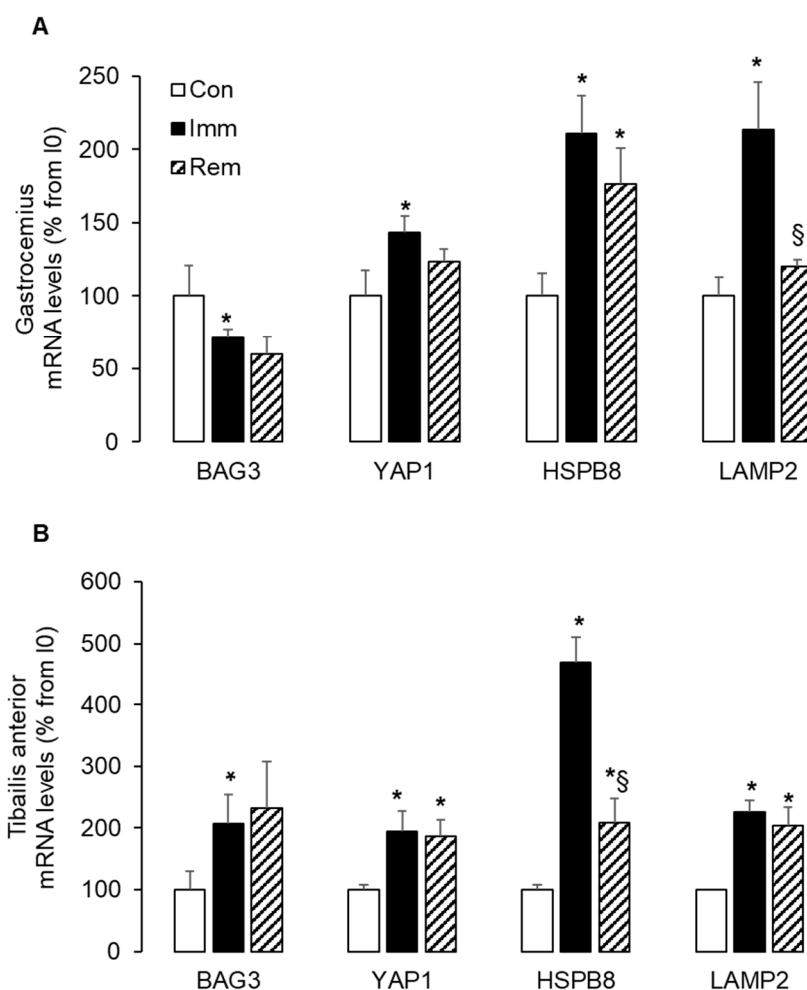 A
Gastrocemius
mRNA levels (% from I0)
250
200
150
100
50
0
Con
Imm
Rem
*
*
*
*
*
§
BAG3
YAP1
HSPB8
LAMP2
B
Tibailis anterior
mRNA levels (% from I0)
600
500
400
300
200
100
0
*
*
*
*
*§
*
*
BAG3
YAP1
HSPB8
LAMP2